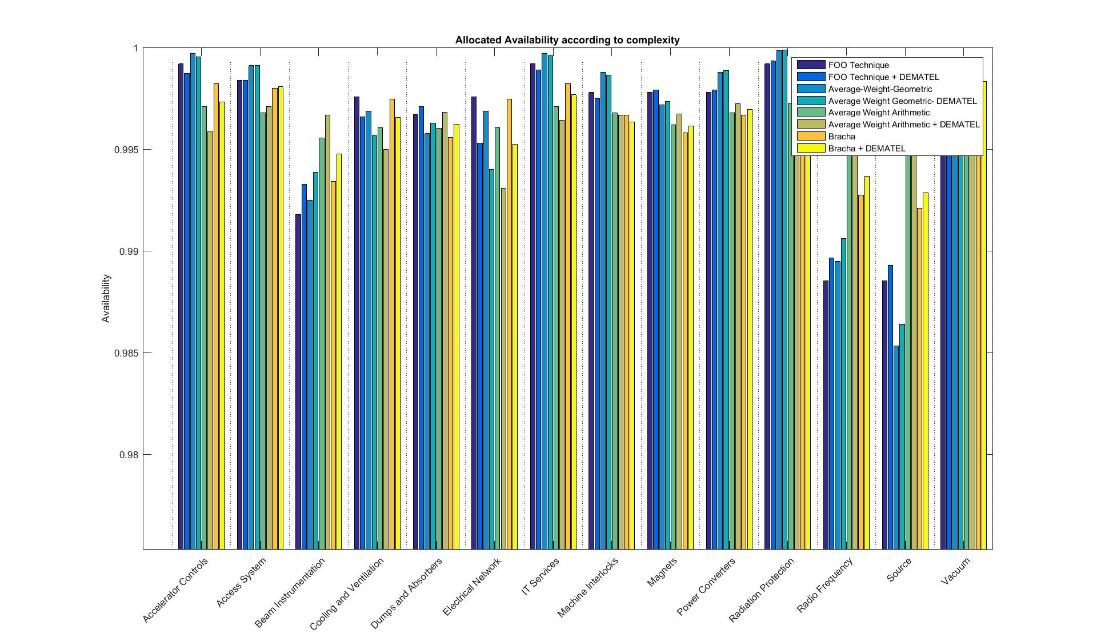 Allocated Availability according to complexity
1
0.995
0.99
0.985
0.98
Availability
FOO Technique
FOO Technique + DEMATEL
Average-Weight-Geometric
Average Weight Geometric- DEMATEL
Average Weight Arithmetic
Average Weight Arithmetic + DEMATEL
Bracha
Bracha + DEMATEL
Accelerator Controls
Access System
Beam Instrumentation
Cooling and Ventilation
Dumps and Absorbers
Electrical Network
IT Services
Machine Interlocks
Magnets
Power Converters
Radiation Protection
Radio Frequency
Source
Vacuum